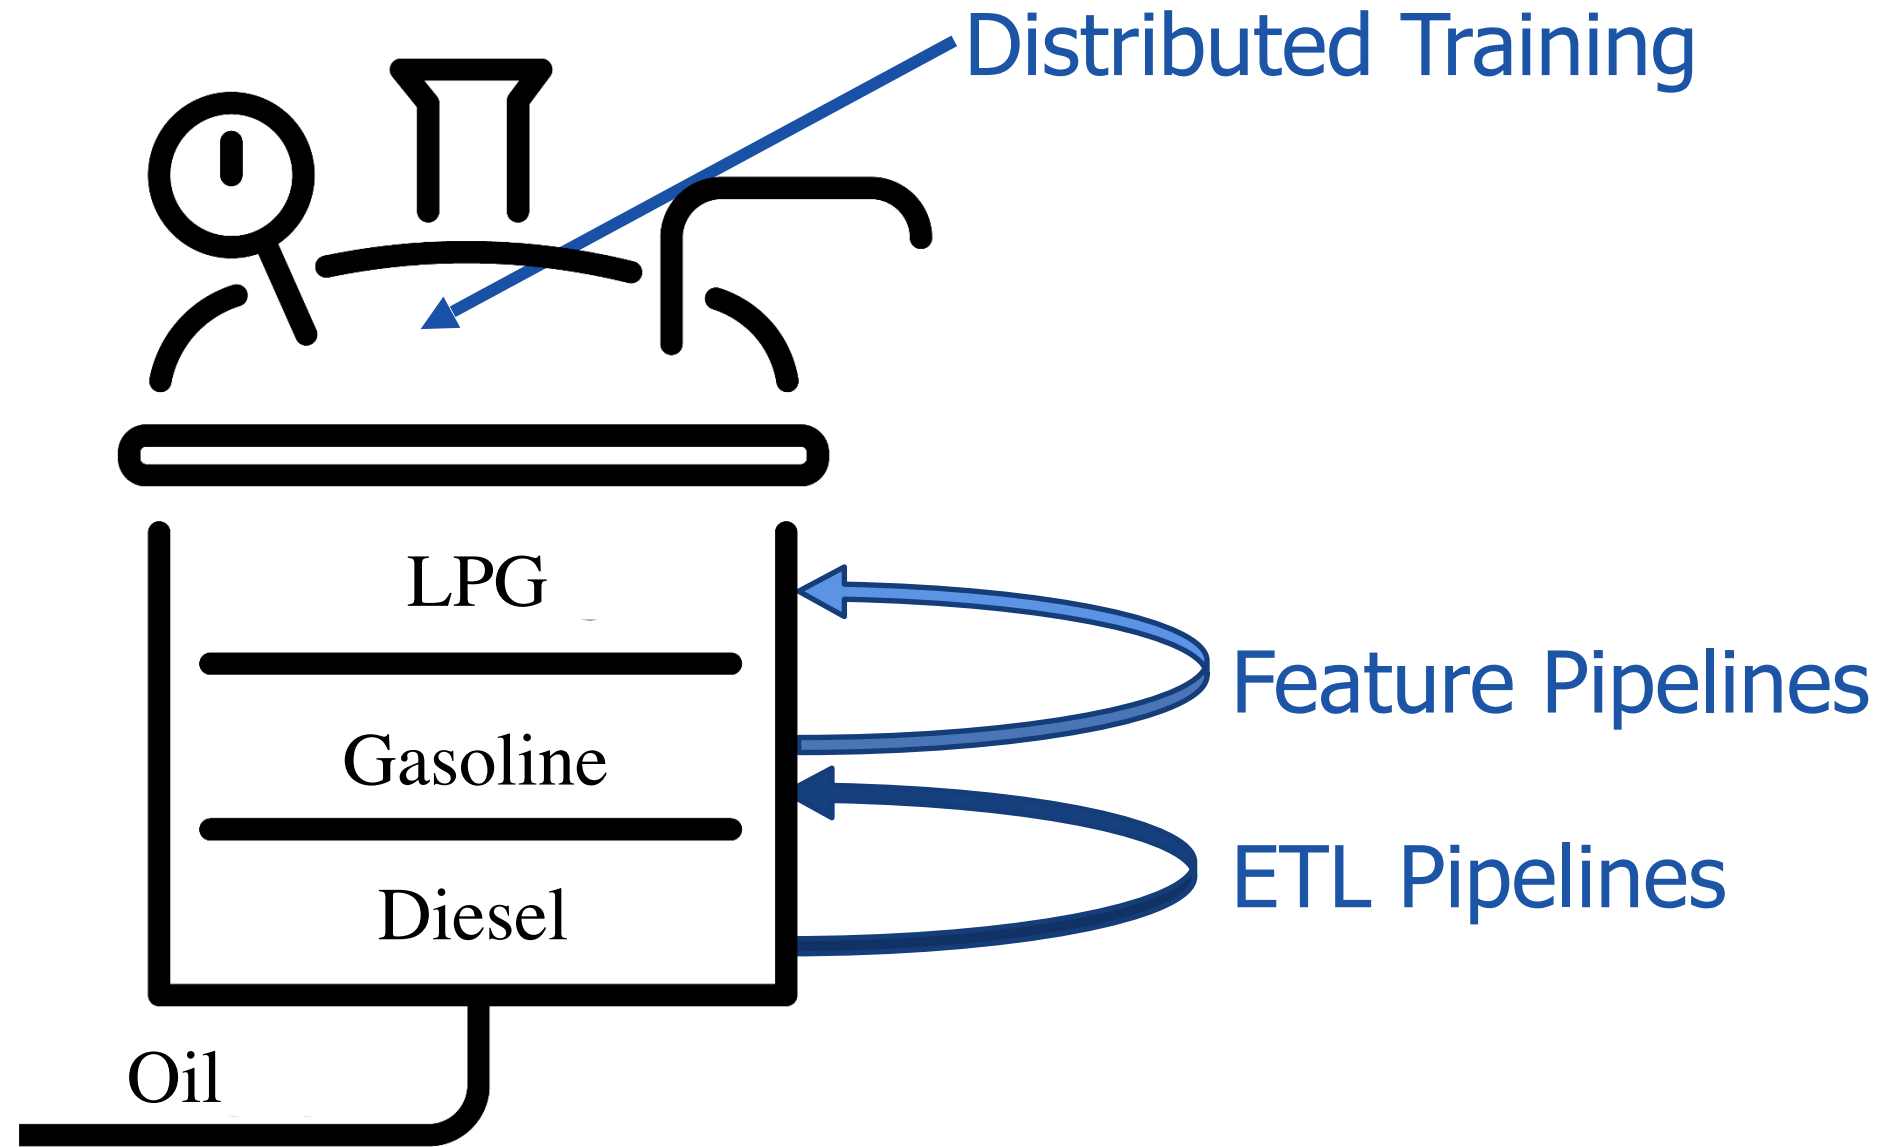 Distributed Training
LPG
Feature Pipelines
Gasoline
ETL Pipelines
Diesel
Oil